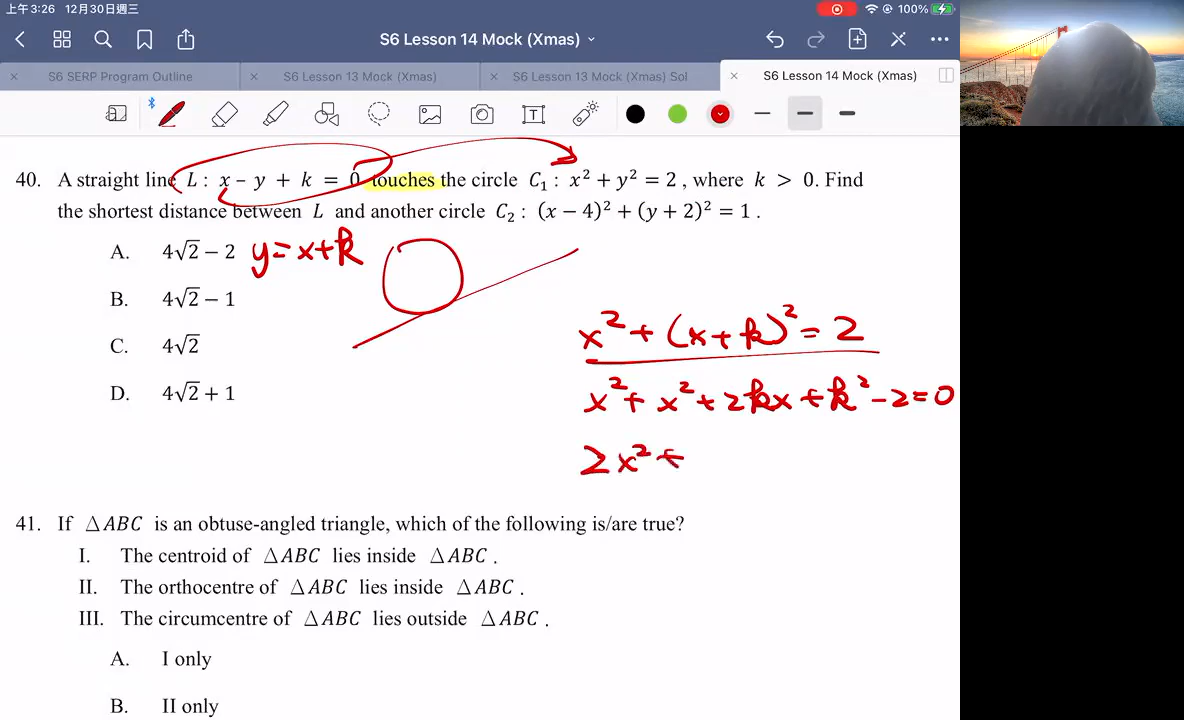 上午3:26 12月30日週三
100%
S6 Lesson 14 Mock (Xmas)
S6 SERP Program Outline
S6 Lesson 13 Mock (Xmas)
S6 Lesson 13 Mock (Xmas) Sol
S6 Lesson 14 Mock (Xmas)
40. A straight line L : x − y + k = 0 touches the circle C₁ : x² + y² = 2 , where k > 0. Find
the shortest distance between L and another circle C₂ : (x − 4)² + (y + 2)² = 1 .
A. 4√2 − 2
y = x + k
B. 4√2 − 1
C. 4√2
D. 4√2 + 1
x² + (x + k)² = 2
x² + x² + 2kx + k² − 2 = 0
2x² +
41. If △ABC is an obtuse-angled triangle, which of the following is/are true?
I. The centroid of △ABC lies inside △ABC .
II. The orthocentre of △ABC lies inside △ABC .
III. The circumcentre of △ABC lies outside △ABC .
A. I only
B. II only